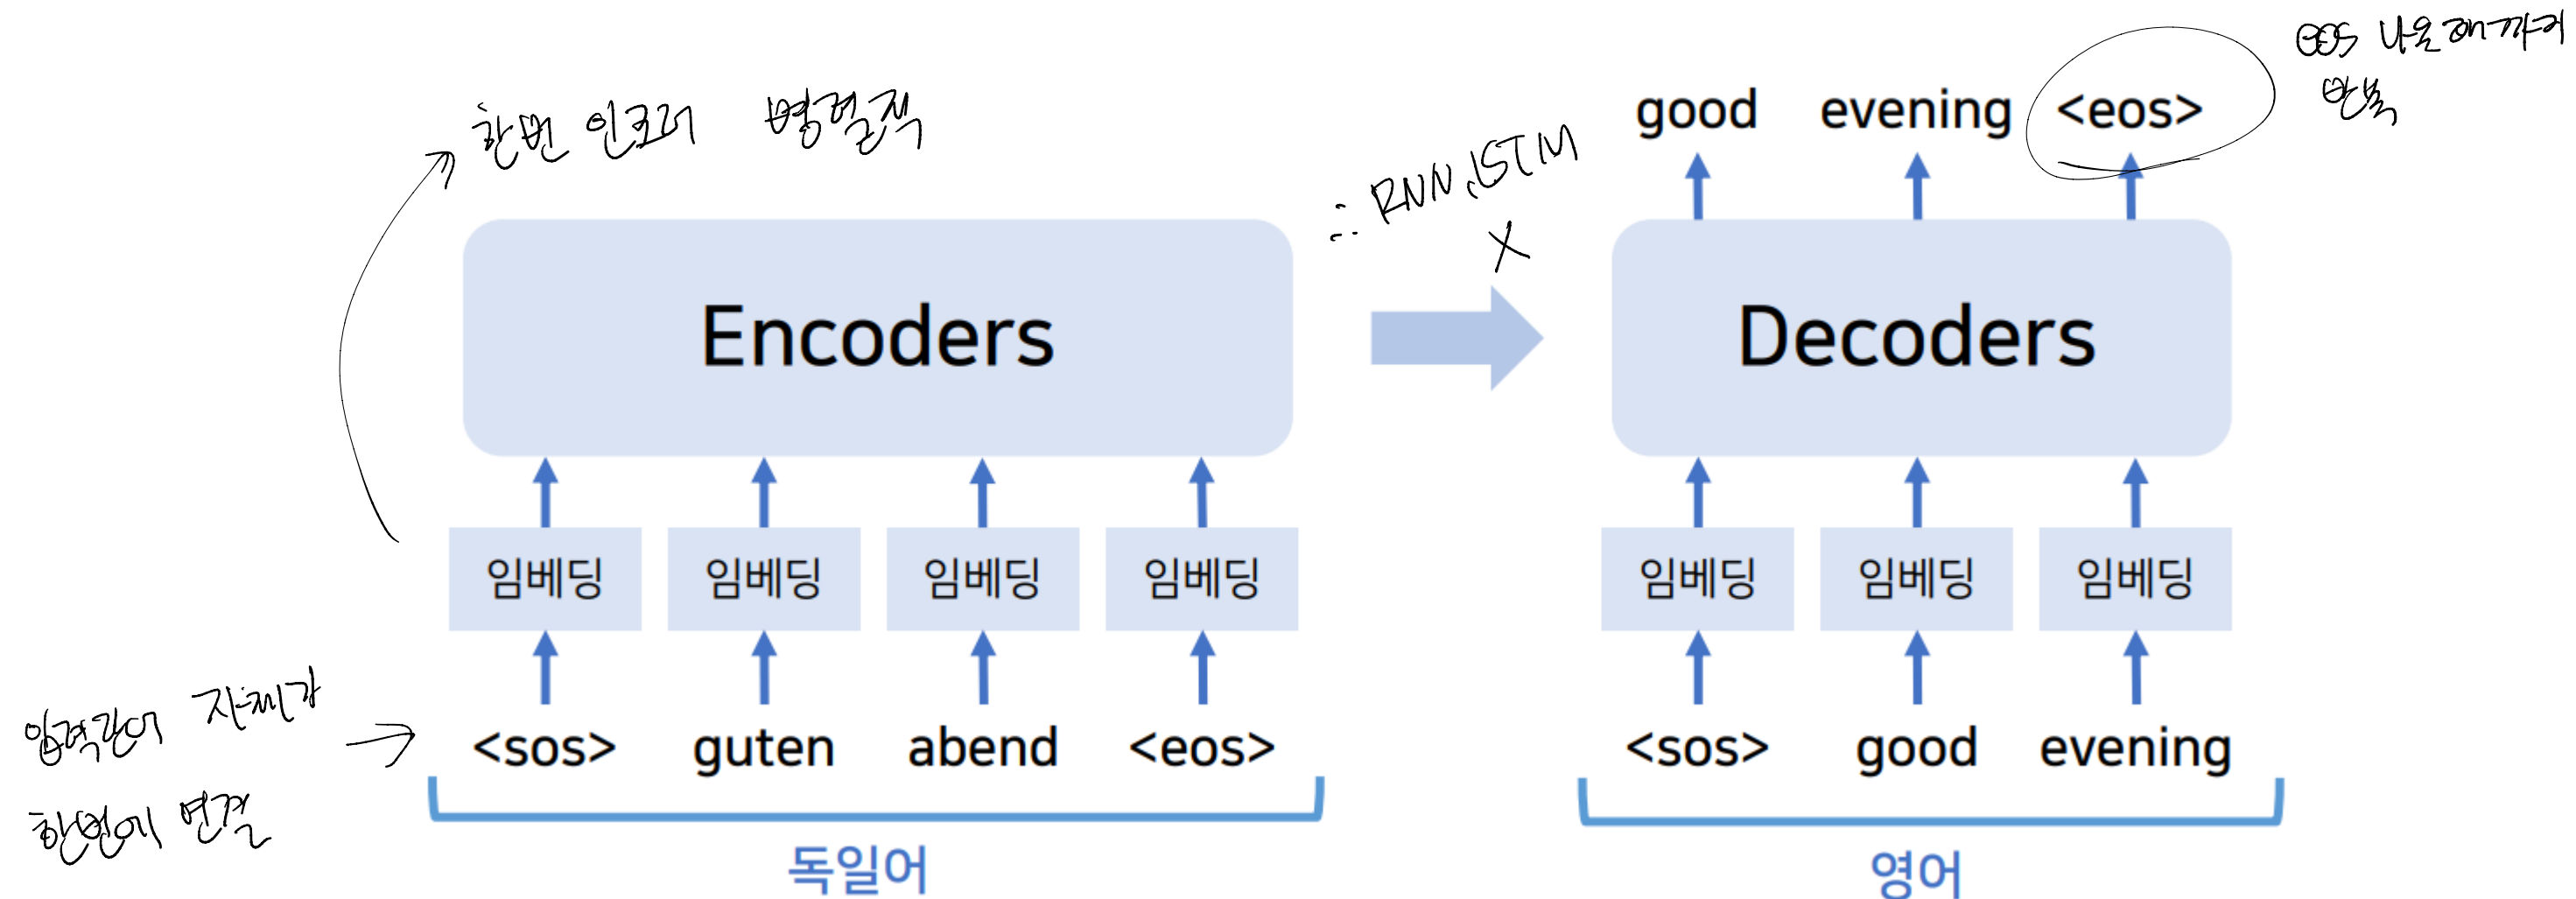 EOS 나올 때까지
반복
한번 인코더 병렬적
good evening <eos>
∴ RNN, LSTM
X
Encoders
Decoders
임베딩 임베딩 임베딩 임베딩
임베딩 임베딩 임베딩
입력단어 자체가
한번에 연결
<sos> guten abend <eos>
<sos> good evening
독일어
영어